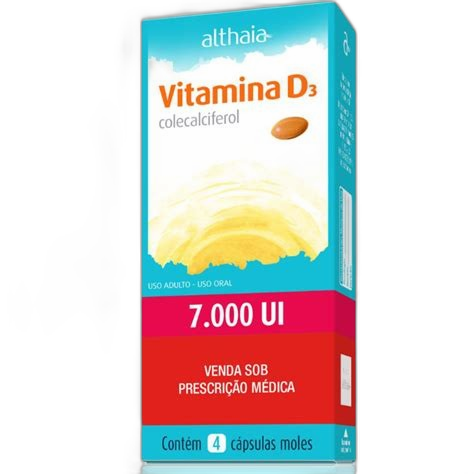 althaia
Vitamina D3
colecalciferol
USO ADULTO - USO ORAL
7.000 UI
VENDA SOB
PRESCRIÇÃO MÉDICA
Contém 4 cápsulas moles